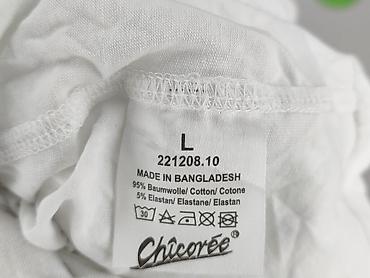 L
221208.10
MADE IN BANGLADESH
95% Baumwolle/ Cotton/ Cotone
5% Elastan/ Elastane/ Elastan
30
Chicorée®